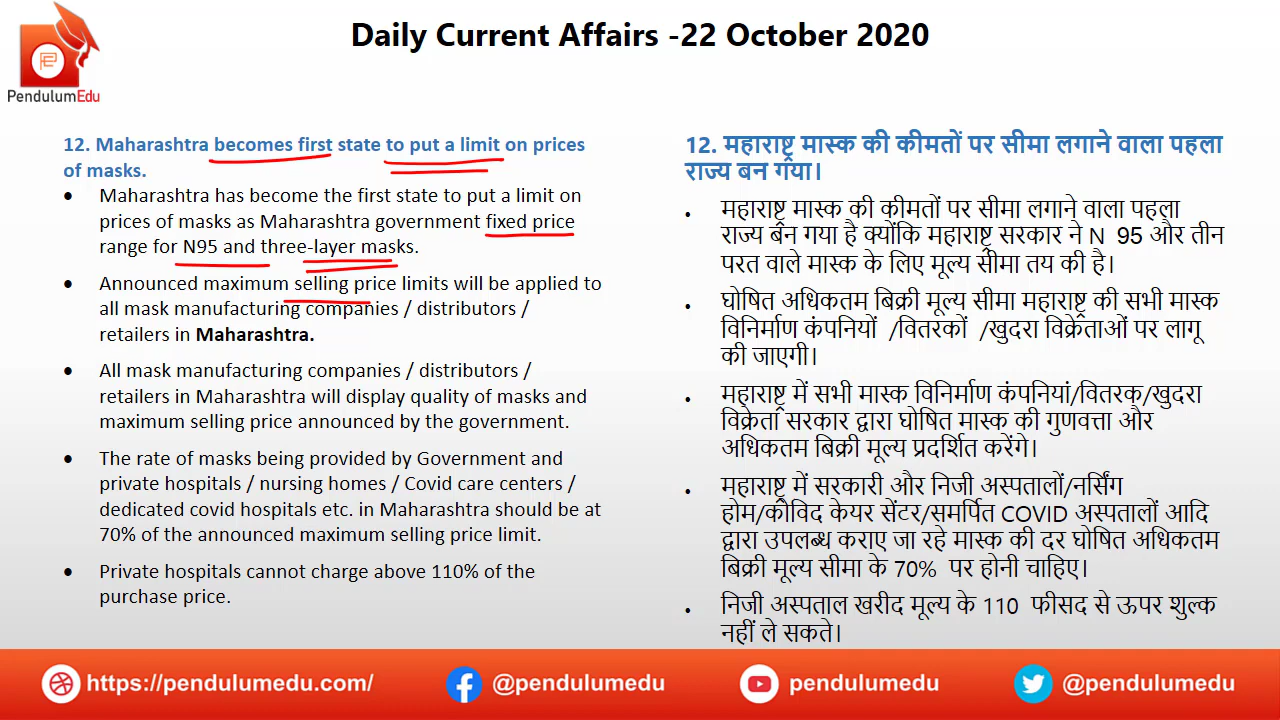 Daily Current Affairs -22 October 2020
PendulumEdu
12. Maharashtra becomes first state to put a limit on prices
of masks.
• Maharashtra has become the first state to put a limit on
prices of masks as Maharashtra government fixed price
range for N95 and three-layer masks.
• Announced maximum selling price limits will be applied to
all mask manufacturing companies / distributors /
retailers in Maharashtra.
• All mask manufacturing companies / distributors /
retailers in Maharashtra will display quality of masks and
maximum selling price announced by the government.
• The rate of masks being provided by Government and
private hospitals / nursing homes / Covid care centers /
dedicated covid hospitals etc. in Maharashtra should be at
70% of the announced maximum selling price limit.
• Private hospitals cannot charge above 110% of the
purchase price.
12. महाराष्ट्र मास्क की कीमतों पर सीमा लगाने वाला पहला
राज्य बन गया।
• महाराष्ट्र मास्क की कीमतों पर सीमा लगाने वाला पहला
राज्य बन गया है क्योंकि महाराष्ट्र सरकार ने N 95 और तीन
परत वाले मास्क के लिए मूल्य सीमा तय की है।
• घोषित अधिकतम बिक्री मूल्य सीमा महाराष्ट्र की सभी मास्क
विनिर्माण कंपनियों /वितरकों /खुदरा विक्रेताओं पर लागू
की जाएगी।
• महाराष्ट्र में सभी मास्क विनिर्माण कंपनियां/वितरक/खुदरा
विक्रेता सरकार द्वारा घोषित मास्क की गुणवत्ता और
अधिकतम बिक्री मूल्य प्रदर्शित करेंगे।
• महाराष्ट्र में सरकारी और निजी अस्पतालों/नर्सिंग
होम/कोविद केयर सेंटर/समर्पित COVID अस्पतालों आदि
द्वारा उपलब्ध कराए जा रहे मास्क की दर घोषित अधिकतम
बिक्री मूल्य सीमा के 70% पर होनी चाहिए।
• निजी अस्पताल खरीद मूल्य के 110 फीसद से ऊपर शुल्क
नहीं ले सकते।
https://pendulumedu.com/
@pendulumedu
pendulumedu
@pendulumedu